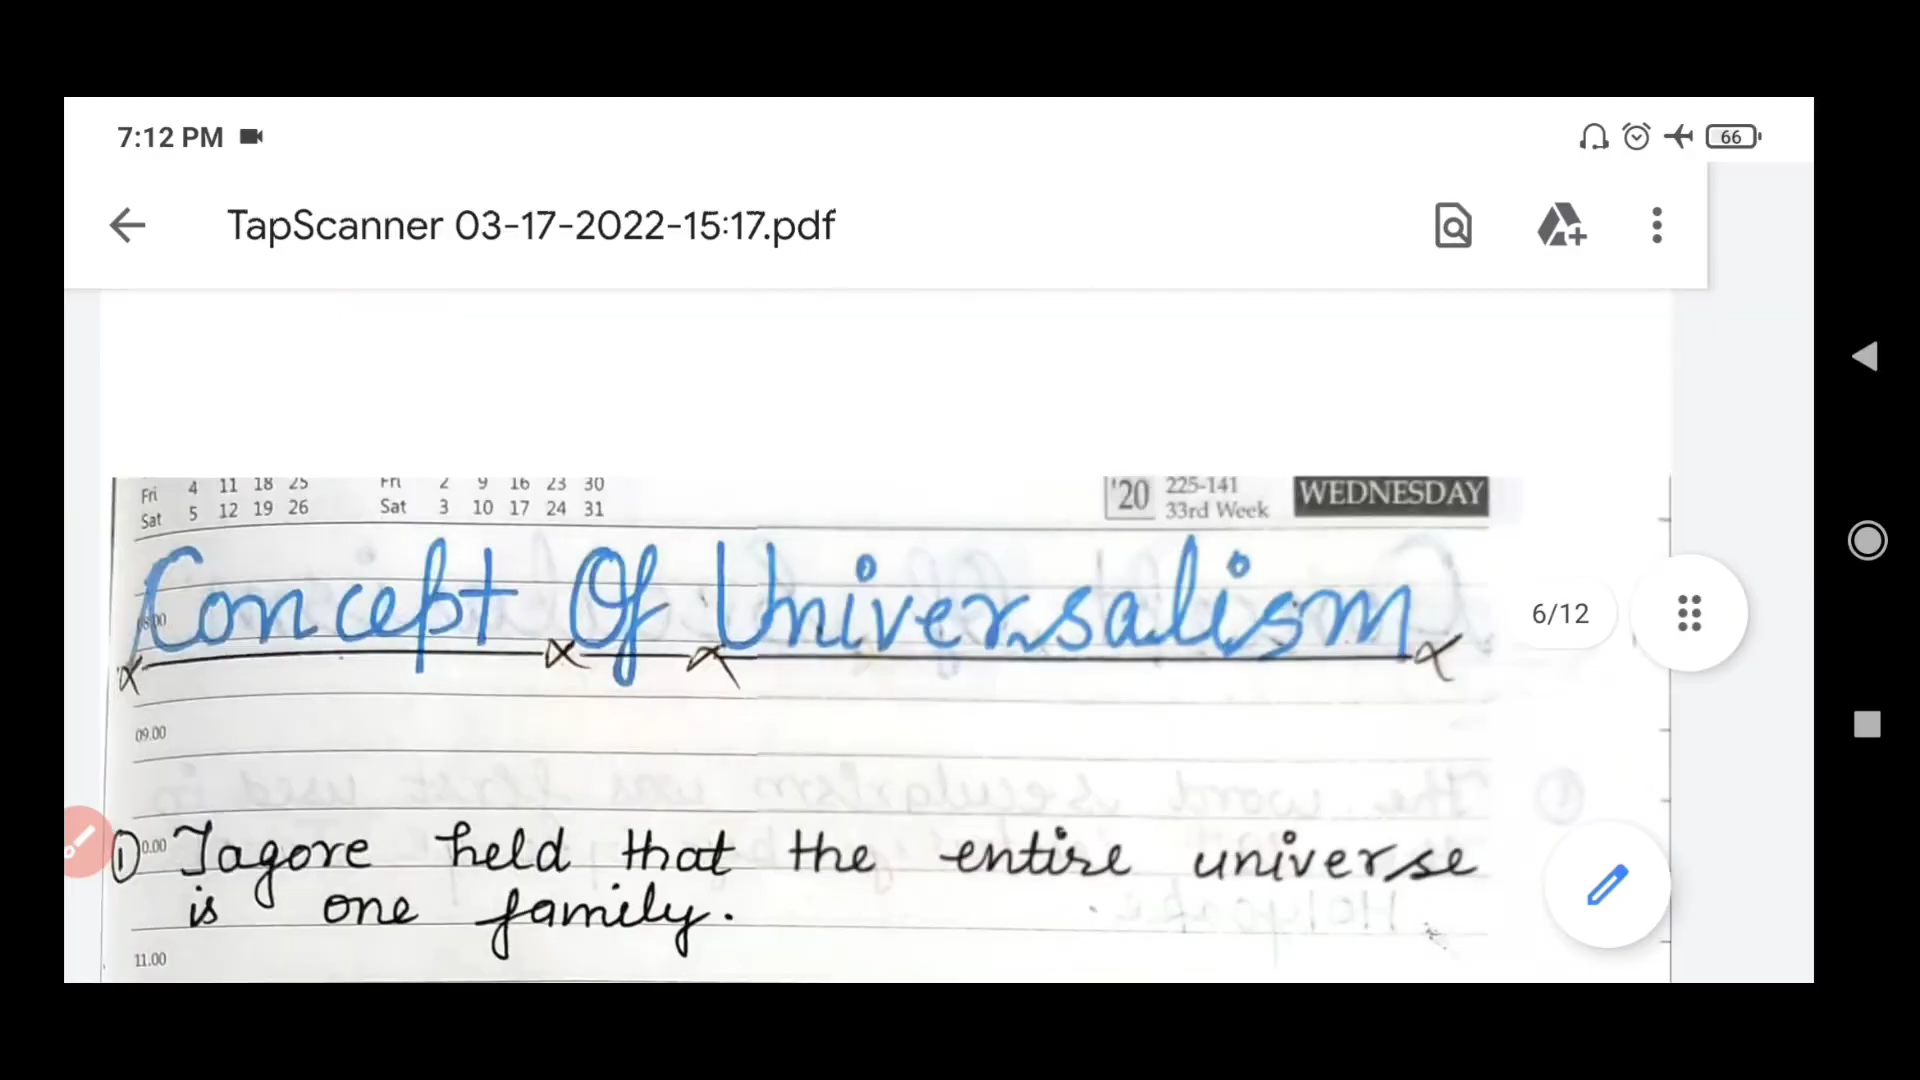 7:12 PM
66
TapScanner 03-17-2022-15:17.pdf
Fri 4 11 18 25 Fri 2 9 16 23 30
Sat 5 12 19 26 Sat 3 10 17 24 31
'20 225-141 WEDNESDAY
33rd Week
Concept Of Universalism
6/12
09.00
① Tagore held that the entire universe
is one family.
11.00